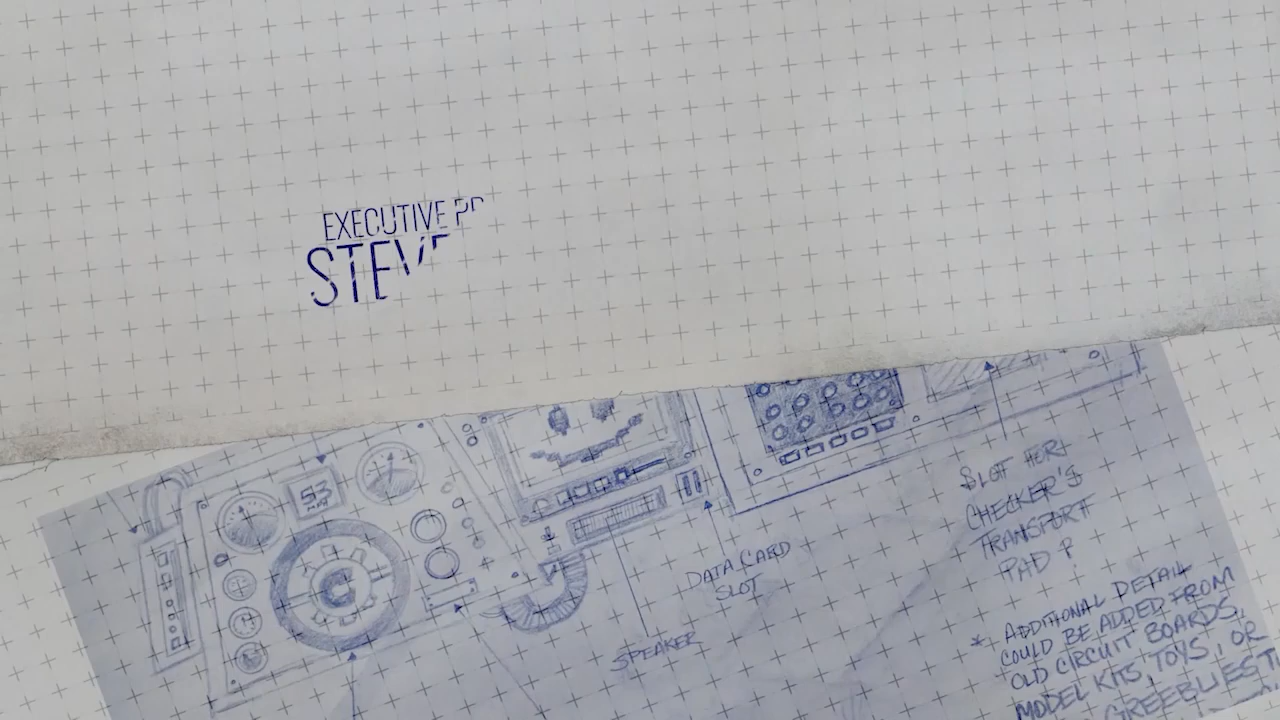 EXECUTIVE PR
STEVE
53
C
DATA CARD
SLOT
SPEAKER
SLOT FOR
CHECKER'S
TRANSPORT
PAD ?
* ADDITIONAL DETAIL
COULD BE ADDED FROM
OLD CIRCUIT BOARDS,
MODEL KITS, TOYS, OR
GREEBLIES